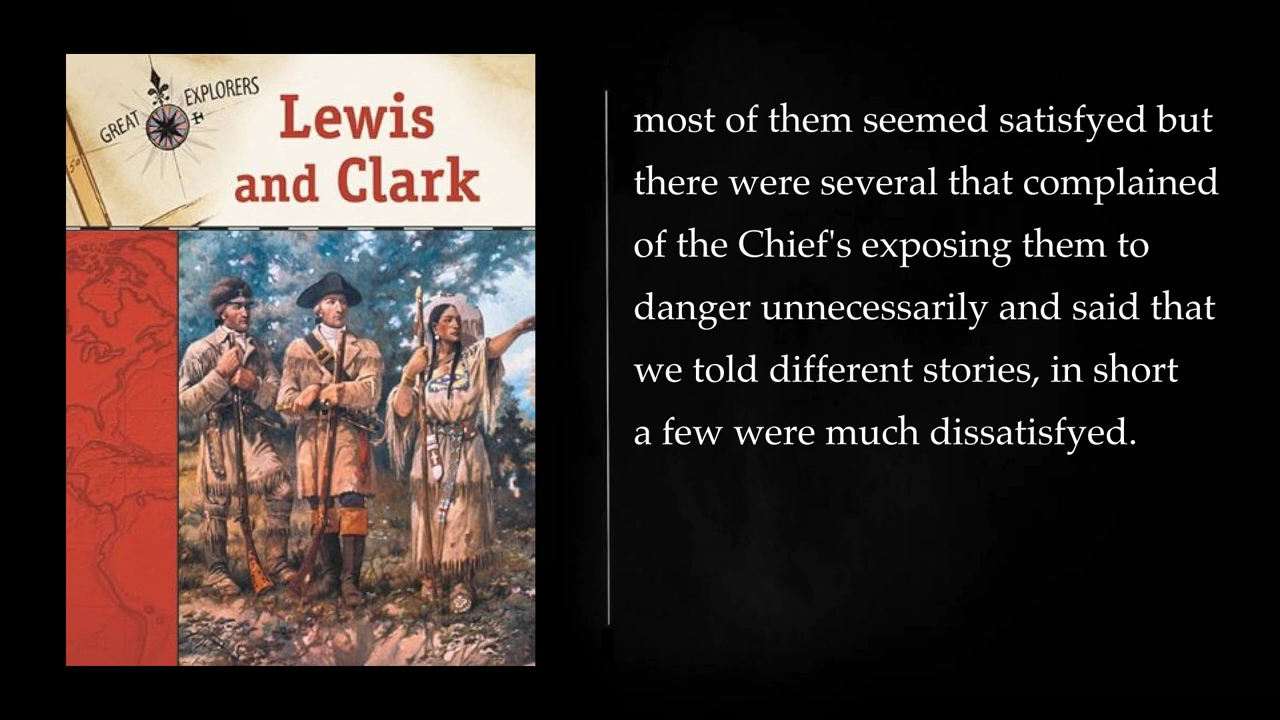 GREAT EXPLORERS
Lewis
and Clark
50
most of them seemed satisfyed but
there were several that complained
of the Chief's exposing them to
danger unnecessarily and said that
we told different stories, in short
a few were much dissatisfyed.